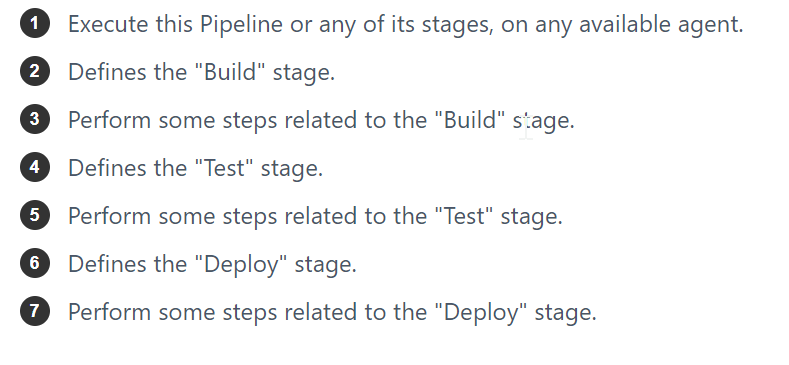 1 Execute this Pipeline or any of its stages, on any available agent.
2 Defines the "Build" stage.
3 Perform some steps related to the "Build" stage.
4 Defines the "Test" stage.
5 Perform some steps related to the "Test" stage.
6 Defines the "Deploy" stage.
7 Perform some steps related to the "Deploy" stage.